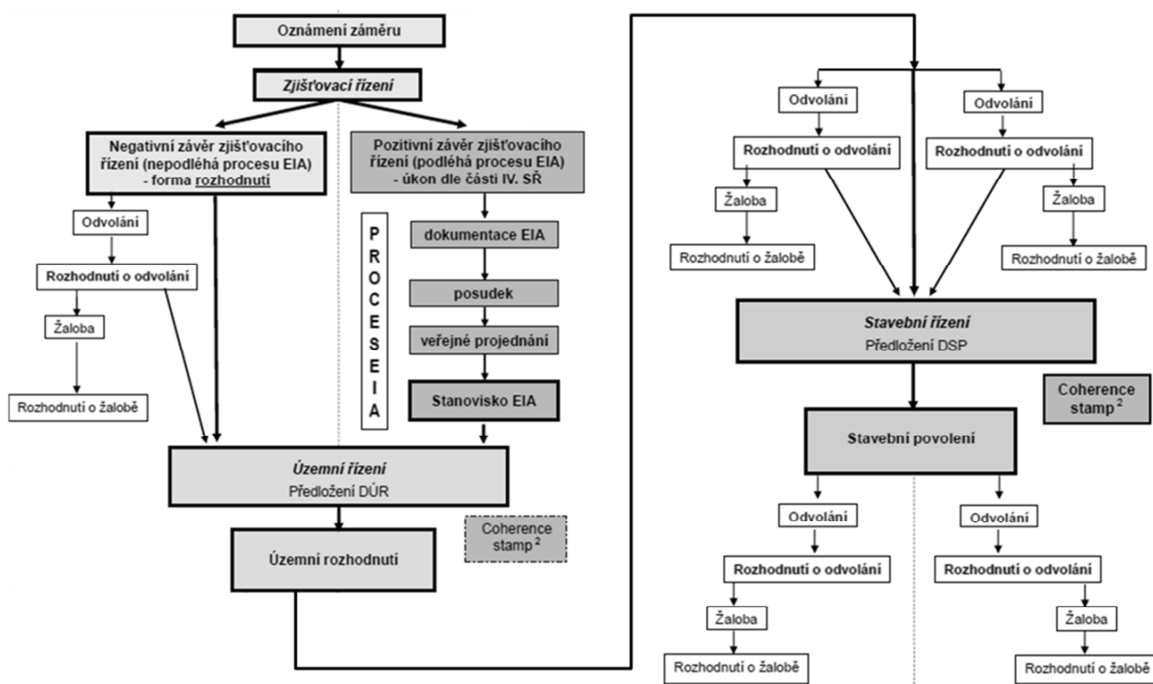 Oznámení záměru
Zjišťovací řízení
Negativní závěr zjišťovacího
řízení (nepodléhá procesu EIA)
- forma rozhodnutí
Pozitivní závěr zjišťovacího
řízení (podléhá procesu EIA)
- úkon dle části IV. SŘ
Odvolání
Rozhodnutí o odvolání
Žaloba
Rozhodnutí o žalobě
P
R
O
C
E
S
E
I
A
dokumentace EIA
posudek
veřejné projednání
Stanovisko EIA
Územní řízení
Předložení DÚR
Coherence
stamp 2
Územní rozhodnutí
Odvolání
Rozhodnutí o odvolání
Žaloba
Rozhodnutí o žalobě
Odvolání
Rozhodnutí o odvolání
Žaloba
Rozhodnutí o žalobě
Stavební řízení
Předložení DSP
Coherence
stamp 2
Stavební povolení
Odvolání
Rozhodnutí o odvolání
Žaloba
Rozhodnutí o žalobě
Odvolání
Rozhodnutí o odvolání
Žaloba
Rozhodnutí o žalobě